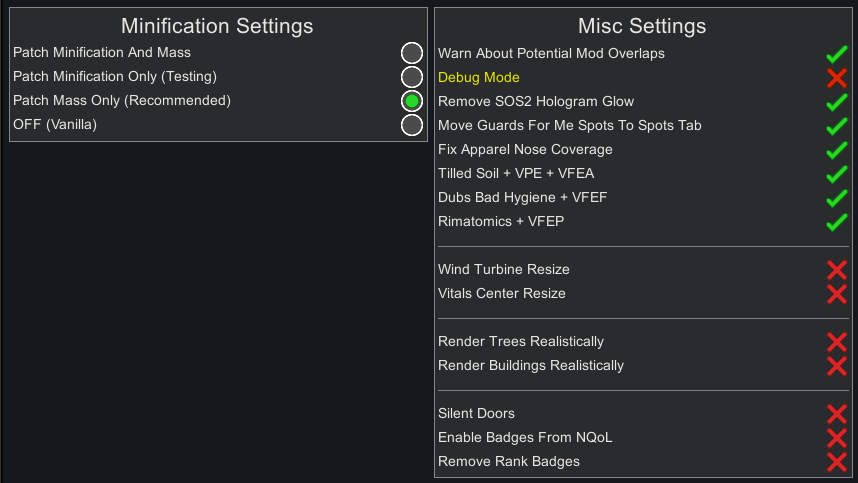 Minification Settings
Patch Minification And Mass
Patch Minification Only (Testing)
Patch Mass Only (Recommended)
OFF (Vanilla)
Misc Settings
Warn About Potential Mod Overlaps
Debug Mode
Remove SOS2 Hologram Glow
Move Guards For Me Spots To Spots Tab
Fix Apparel Nose Coverage
Tilled Soil + VPE + VFEA
Dubs Bad Hygiene + VFEF
Rimatomics + VFEP
Wind Turbine Resize
Vitals Center Resize
Render Trees Realistically
Render Buildings Realistically
Silent Doors
Enable Badges From NQoL
Remove Rank Badges